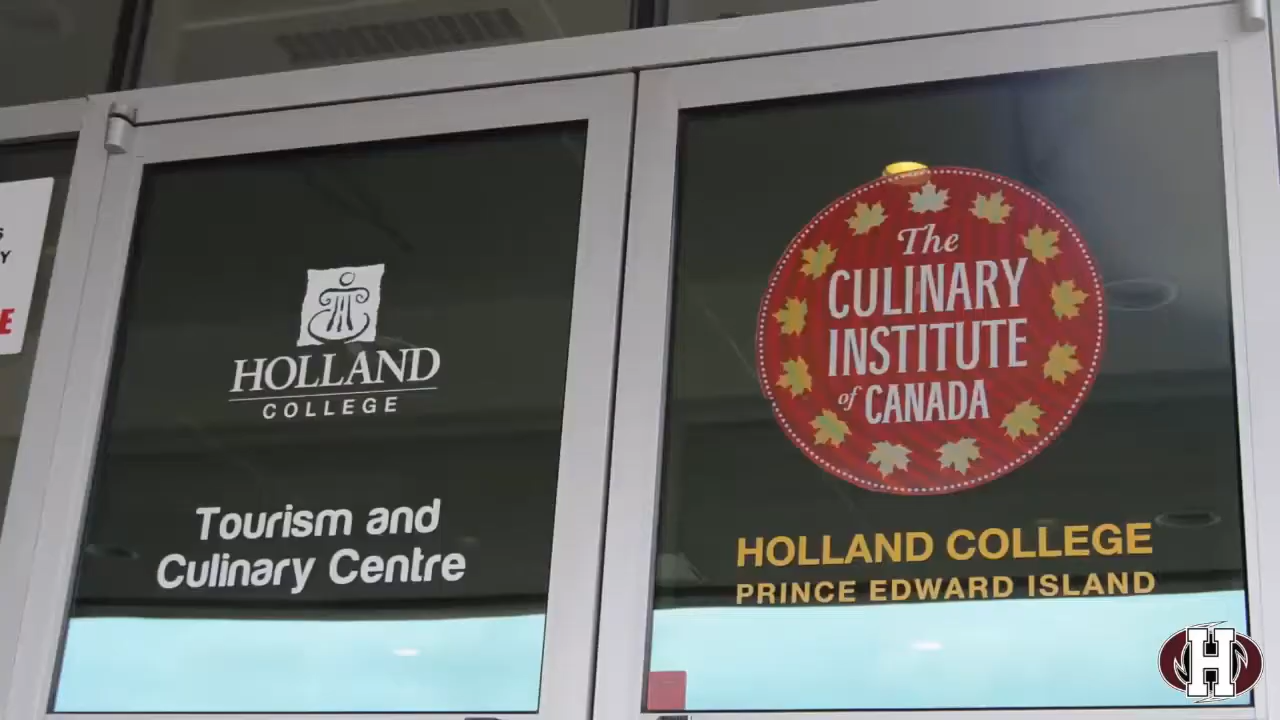 S
Y
E
HOLLAND
COLLEGE
Tourism and
Culinary Centre
The
CULINARY
INSTITUTE
of CANADA
HOLLAND COLLEGE
PRINCE EDWARD ISLAND
H